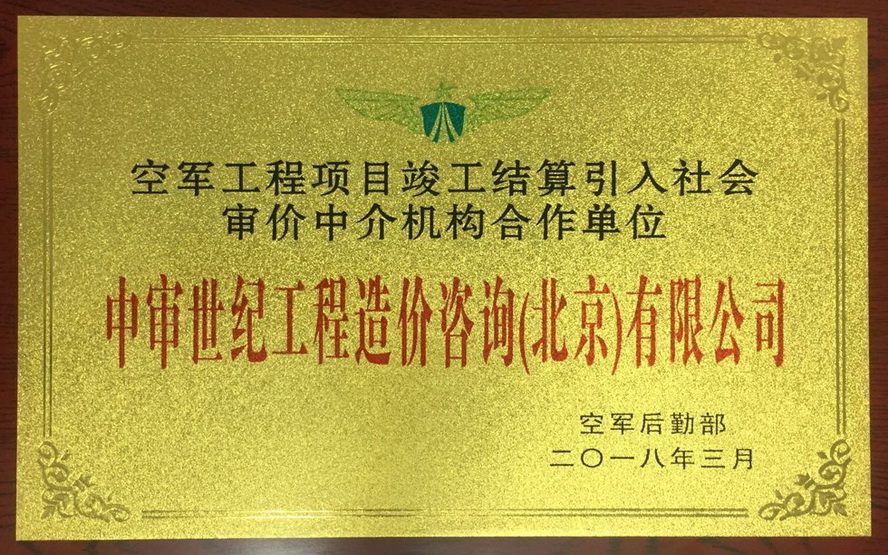 空军工程项目竣工结算引入社会
审价中介机构合作单位
中审世纪工程造价咨询(北京)有限公司
空军后勤部
二〇一八年三月